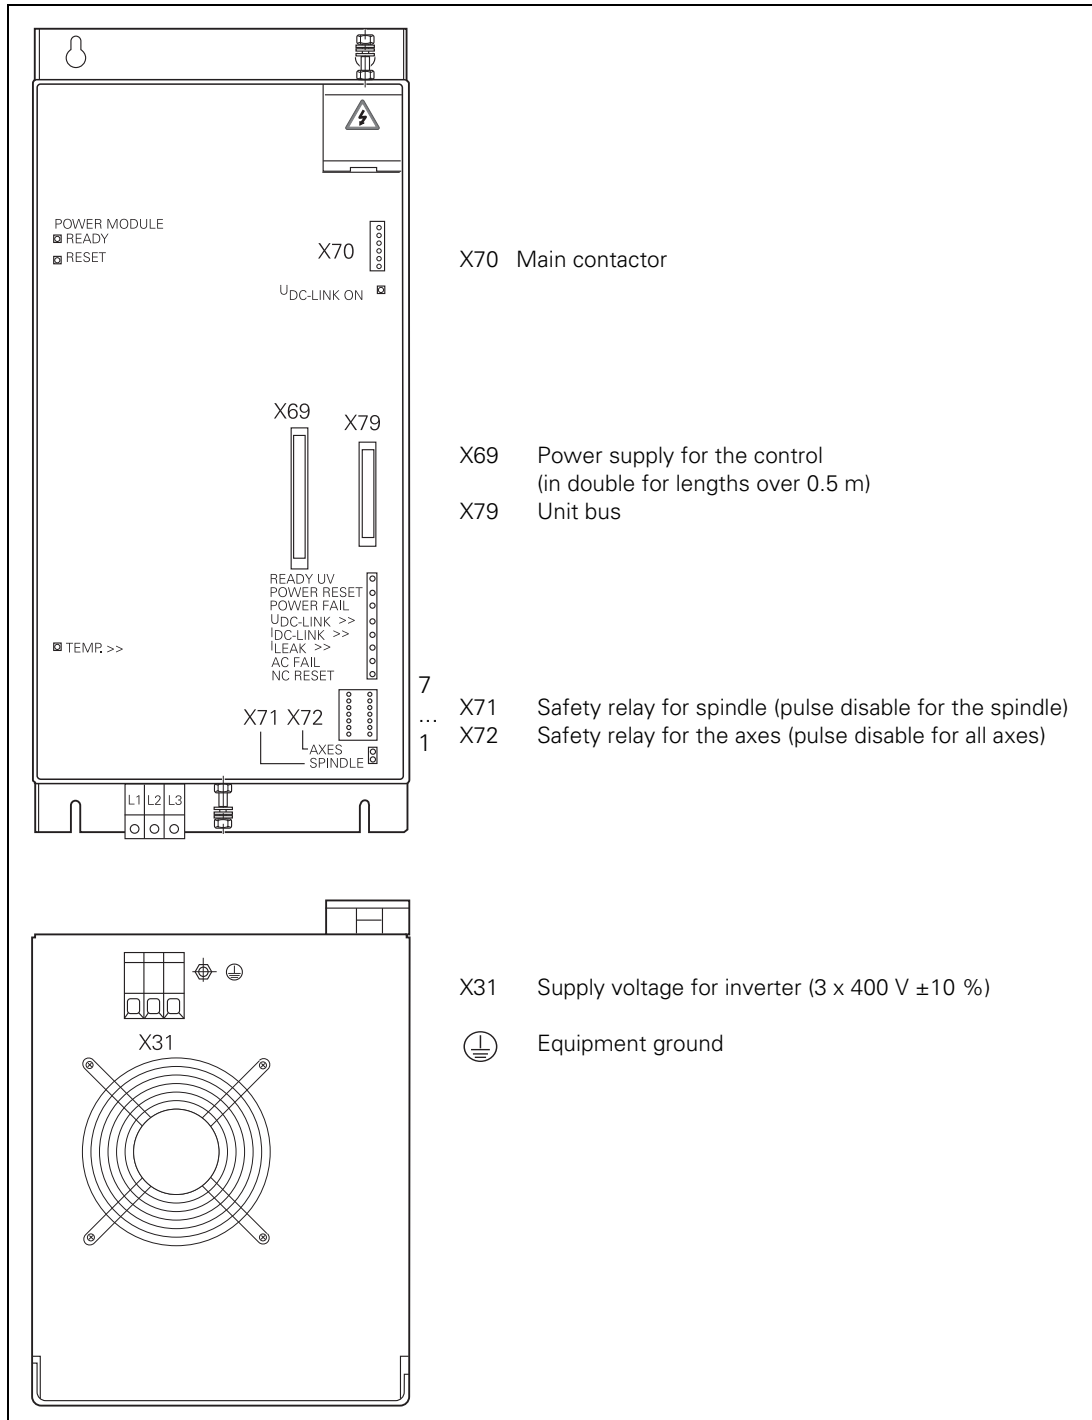 POWER MODULE
READY
RESET
X70
X70 Main contactor
UDC-LINK ON
X69
X79
X69 Power supply for the control
(in double for lengths over 0.5 m)
X79 Unit bus
READY UV
POWER RESET
POWER FAIL
UDC-LINK >>
IDC-LINK >>
ILEAK >>
AC FAIL
NC RESET
TEMP. >>
7
...
1
X71 X72
AXES
SPINDLE
X71 Safety relay for spindle (pulse disable for the spindle)
X72 Safety relay for the axes (pulse disable for all axes)
L1 L2 L3
X31
X31 Supply voltage for inverter (3 x 400 V ±10 %)
Equipment ground